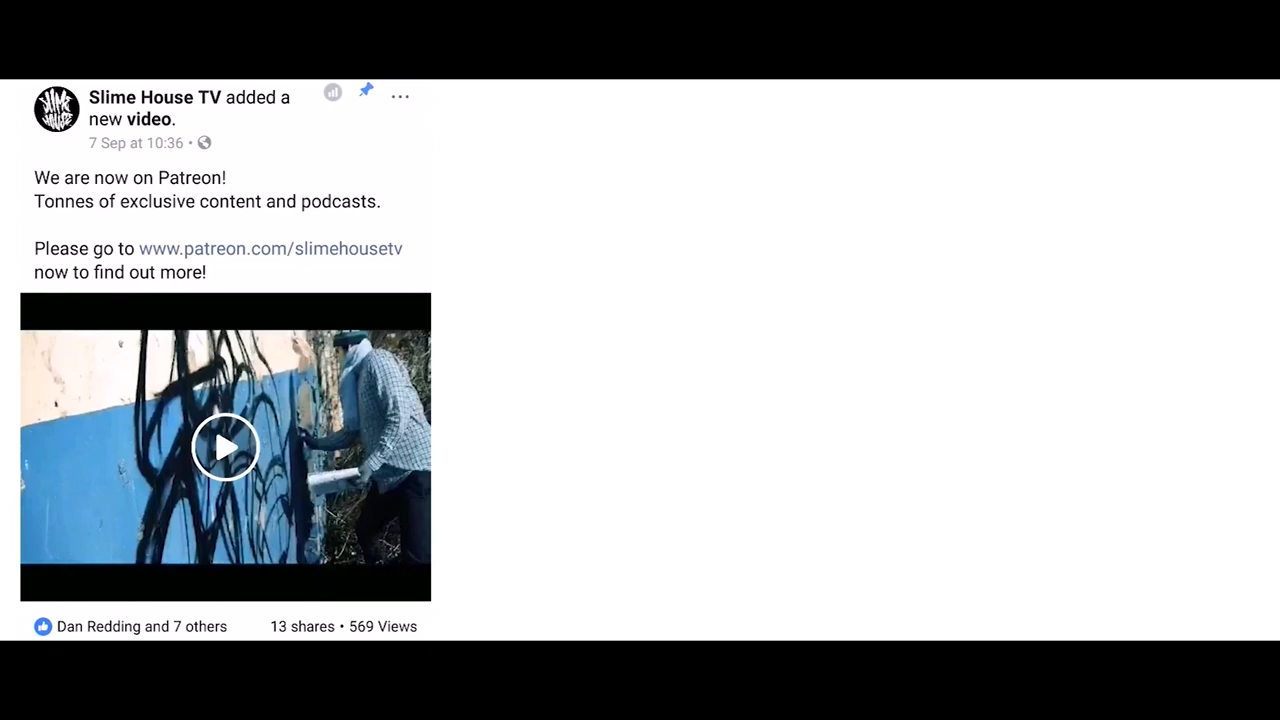 SLIME
HOUSE
Slime House TV added a
new video.
7 Sep at 10:36 •
We are now on Patreon!
Tonnes of exclusive content and podcasts.
Please go to www.patreon.com/slimehousetv
now to find out more!
Dan Redding and 7 others
13 shares • 569 Views